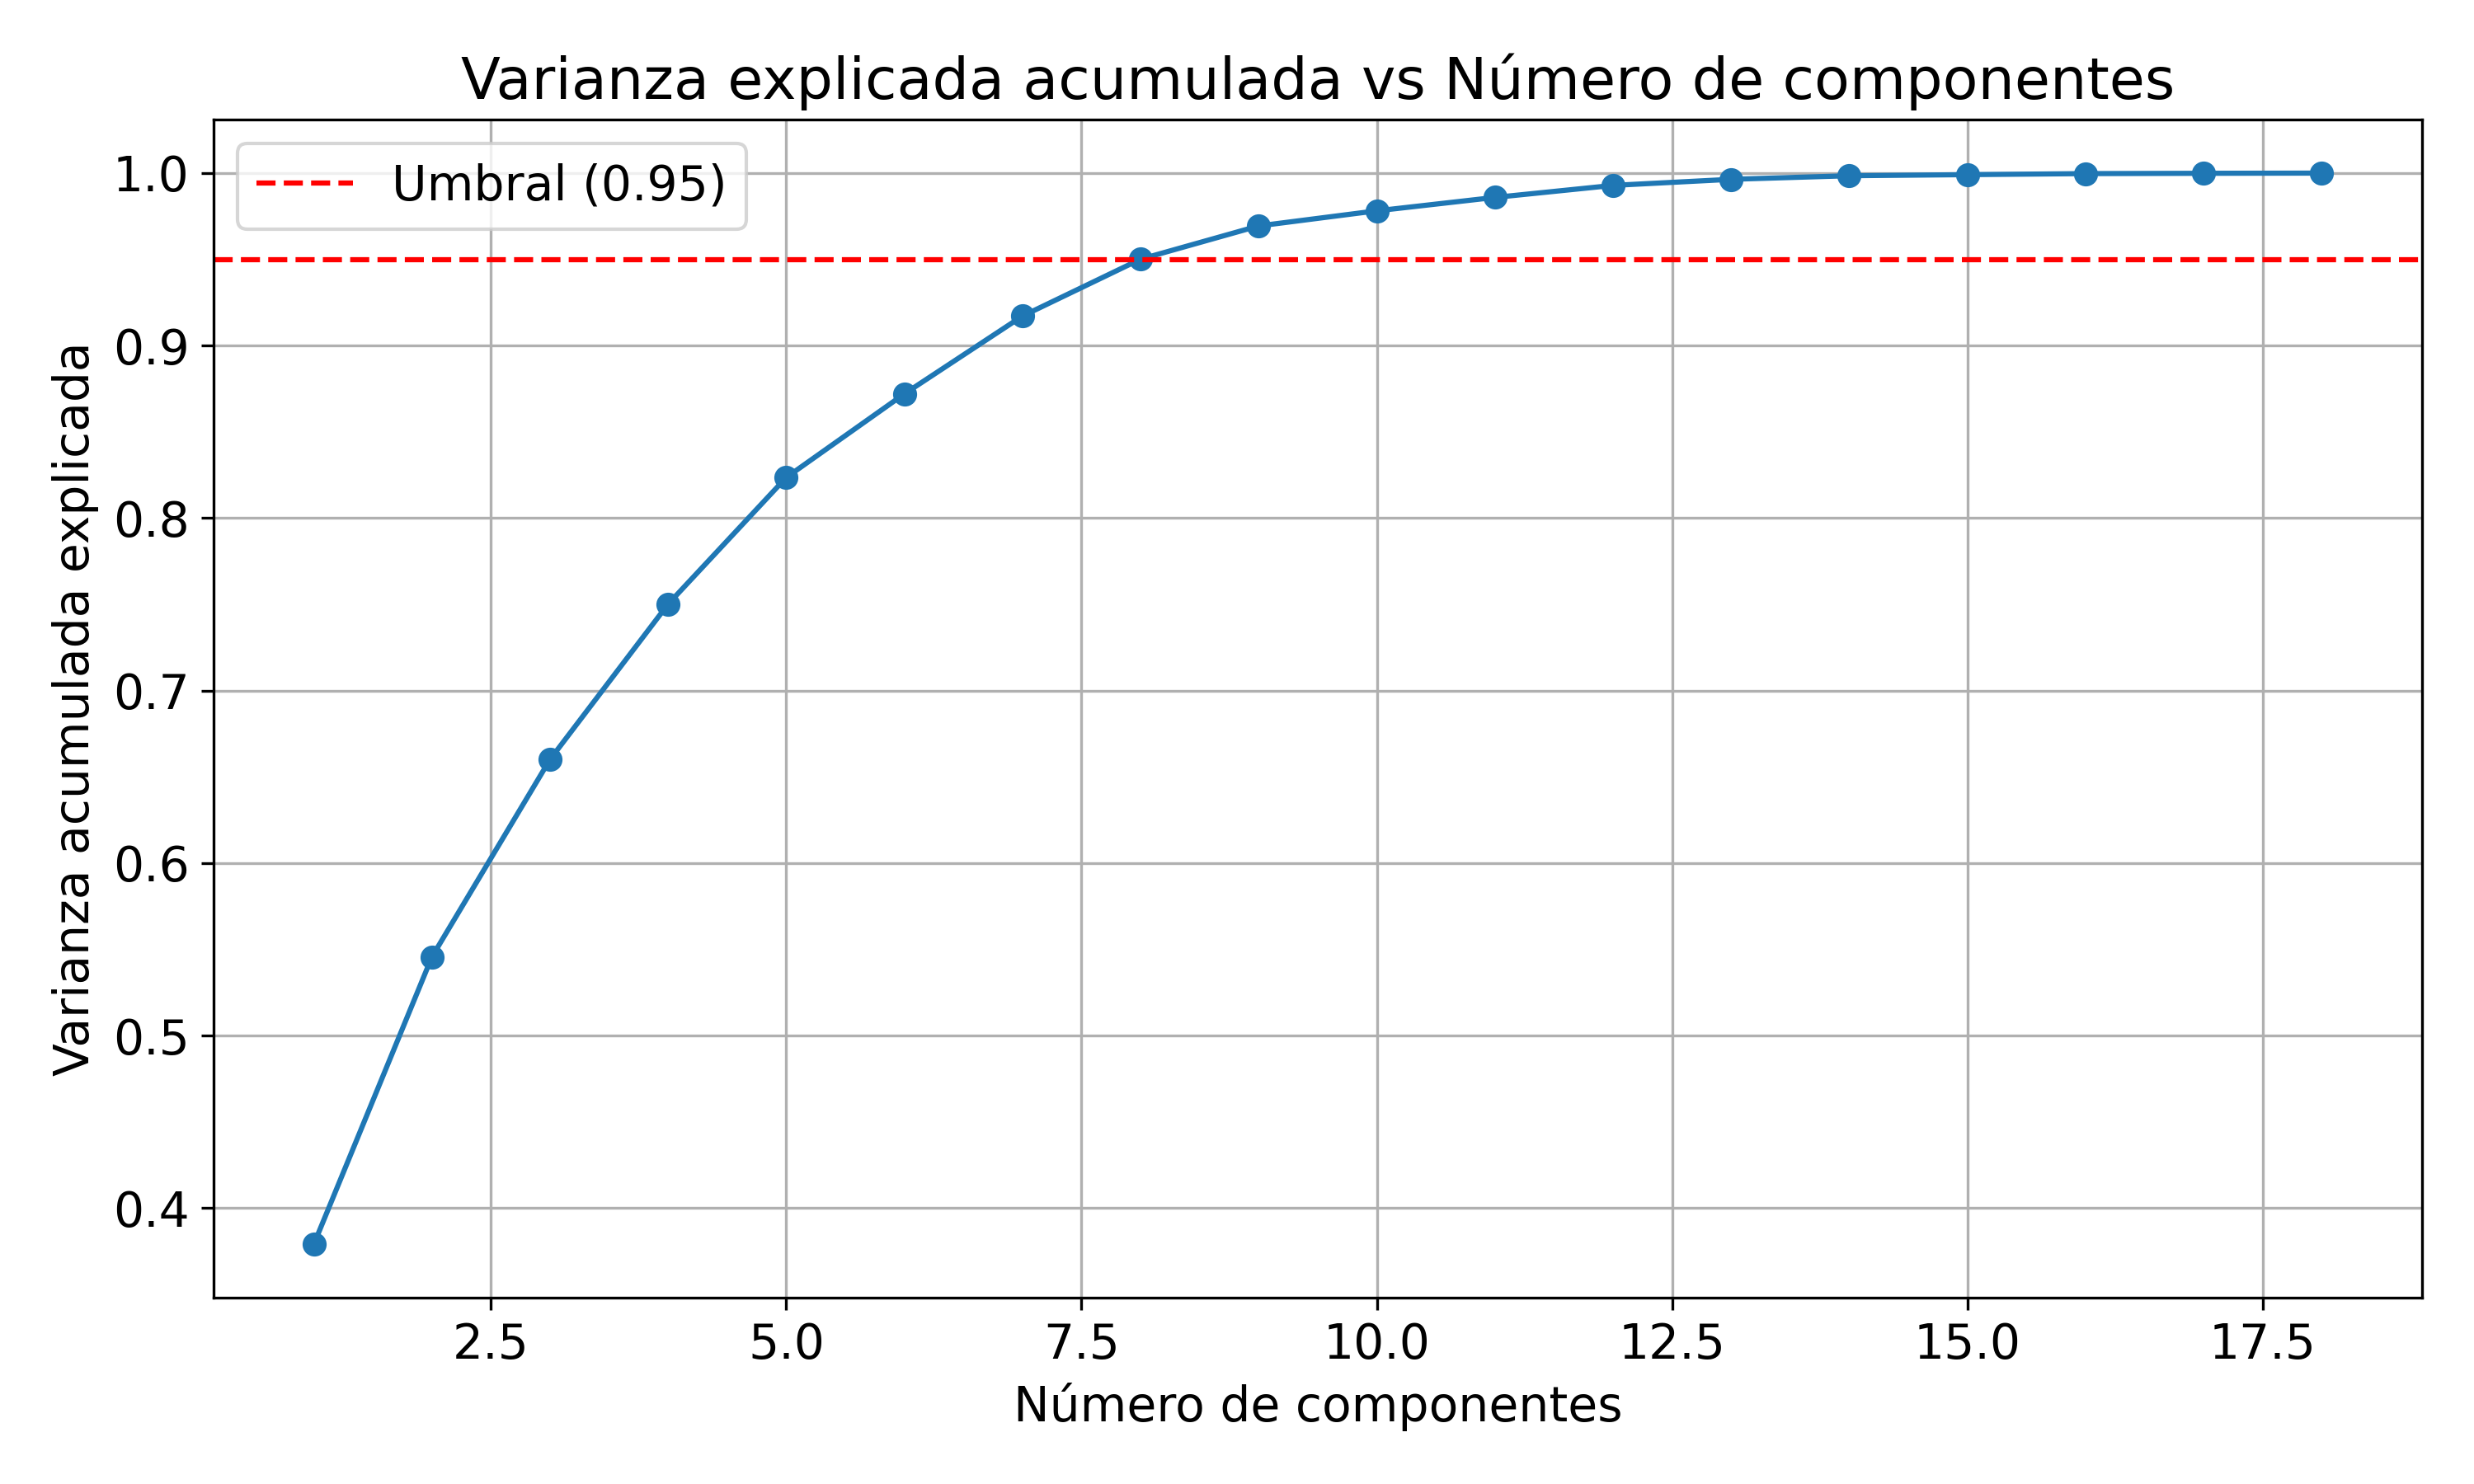 Varianza explicada acumulada vs Número de componentes
Umbral (0.95)
Varianza acumulada explicada
1.0
0.9
0.8
0.7
0.6
0.5
0.4
2.5 5.0 7.5 10.0 12.5 15.0 17.5
Número de componentes